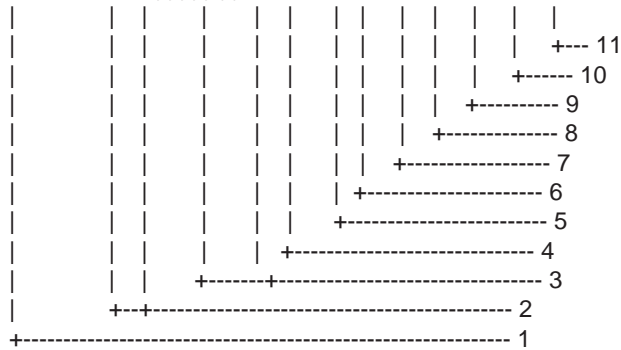 | | | | | | | | | | | | |
| | | | | | | | | | | | +--- 11
| | | | | | | | | | | +------ 10
| | | | | | | | | | +---------- 9
| | | | | | | | | +------------- 8
| | | | | | | | +---------------- 7
| | | | | | | +-------------------- 6
| | | | | | +----------------------- 5
| | | | | +--------------------------- 4
| | | +-------+------------------------------ 3
| +--+----------------------------------------- 2
+-------------------------------------------------- 1